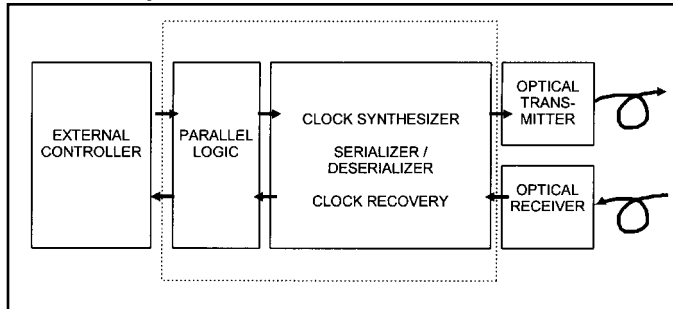 EXTERNAL
CONTROLLER
PARALLEL
LOGIC
CLOCK SYNTHESIZER
SERIALIZER /
DESERIALIZER
CLOCK RECOVERY
OPTICAL
TRANS-
MITTER
OPTICAL
RECEIVER